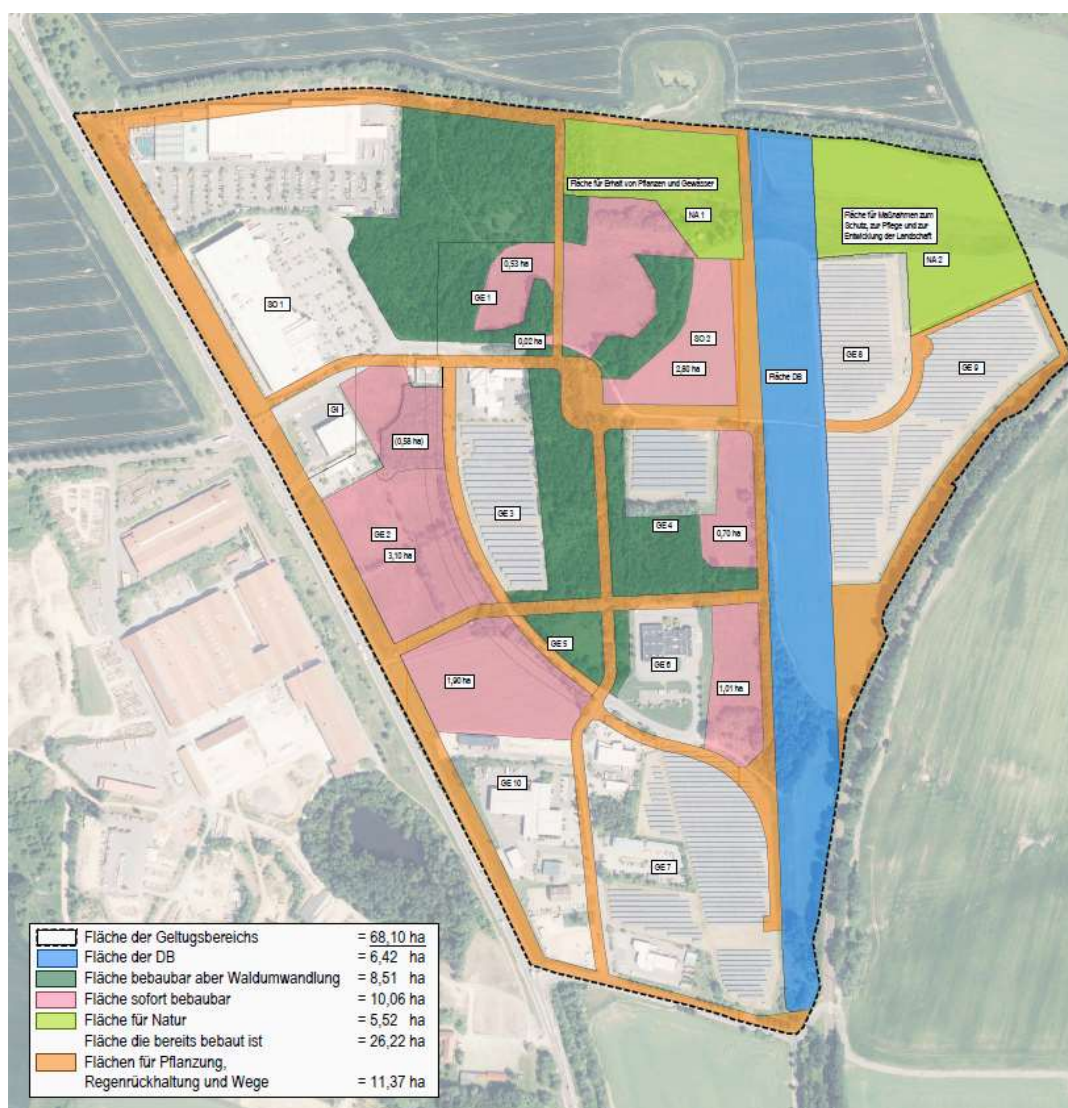 Fläche für Erhalt von Pflanzen und Gewässer
NA 1
Fläche für Maßnahmen zum
Schutz, zur Pflege und zur
Entwicklung der Landschaft
NA 2
0,53 ha
GE 1
SO 1
0,02 ha
SO 2
2,80 ha
Fläche DB
GE 8
GE 9
GI
(0,58 ha)
GE 2
3,10 ha
GE 3
GE 4
0,70 ha
GE 5
GE 6
1,90 ha
1,01 ha
GE 10
GE 7
Fläche der Geltugsbereichs = 68,10 ha
Fläche der DB = 6,42 ha
Fläche bebaubar aber Waldumwandlung = 8,51 ha
Fläche sofort bebaubar = 10,06 ha
Fläche für Natur = 5,52 ha
Fläche die bereits bebaut ist = 26,22 ha
Flächen für Pflanzung,
Regenrückhaltung und Wege = 11,37 ha